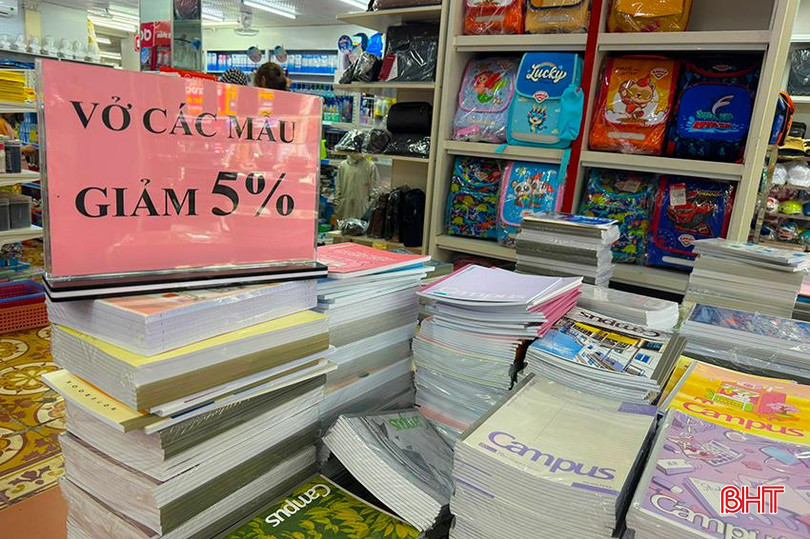 VỞ CÁC MẪU
GIẢM 5%
Lucky
Campus
Campus
Campus
Campus
Campus
BHT